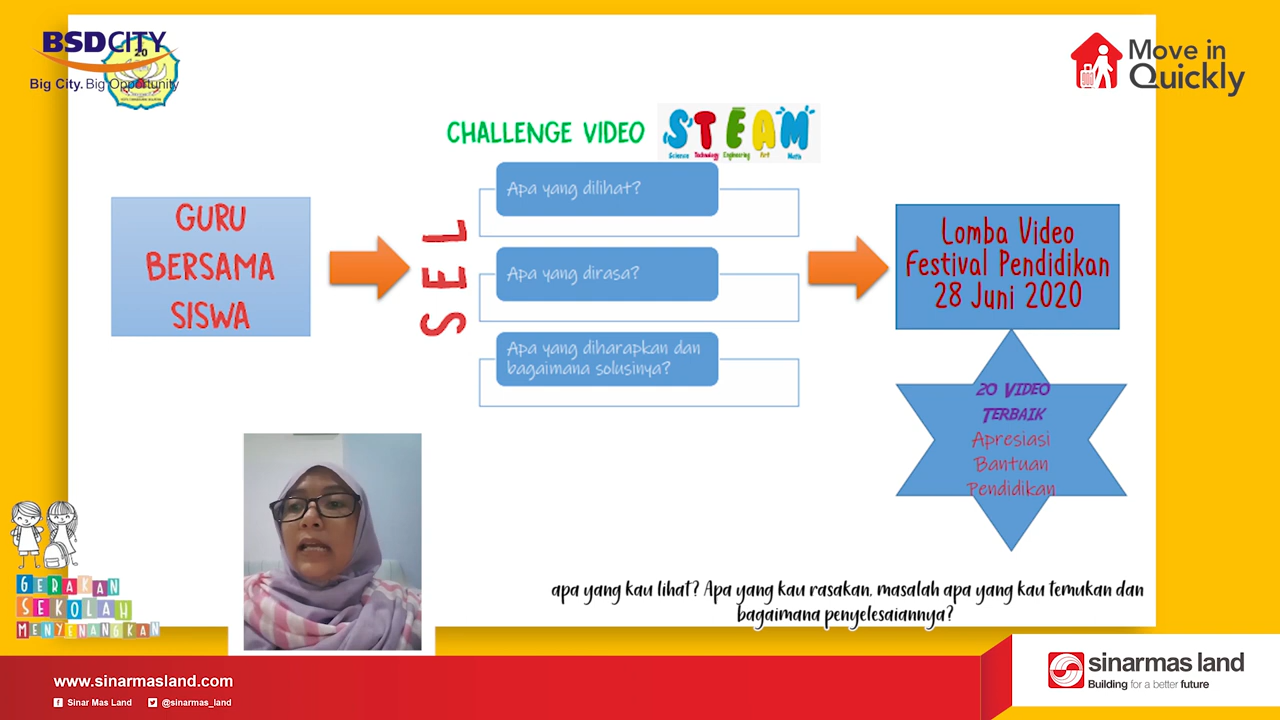 BSDCITY
20
Big City. Big Opportunity
Move in
Quickly
CHALLENGE VIDEO
STEAM
Science Technology Engineering Art Math
GURU
BERSAMA
SISWA
SEL
Apa yang dilihat?
Apa yang dirasa?
Apa yang diharapkan dan
bagaimana solusinya?
Lomba Video
Festival Pendidikan
28 Juni 2020
20 VIDEO
TERBAIK
Apresiasi
Bantuan
Pendidikan
GERAKAN
SEKOLAH
MENYENANGKAN
apa yang kau lihat? Apa yang kau rasakan, masalah apa yang kau temukan dan
bagaimana penyelesaiannya?
www.sinarmasland.com
Sinar Mas Land @sinarmas_land
sinarmas land
Building for a better future